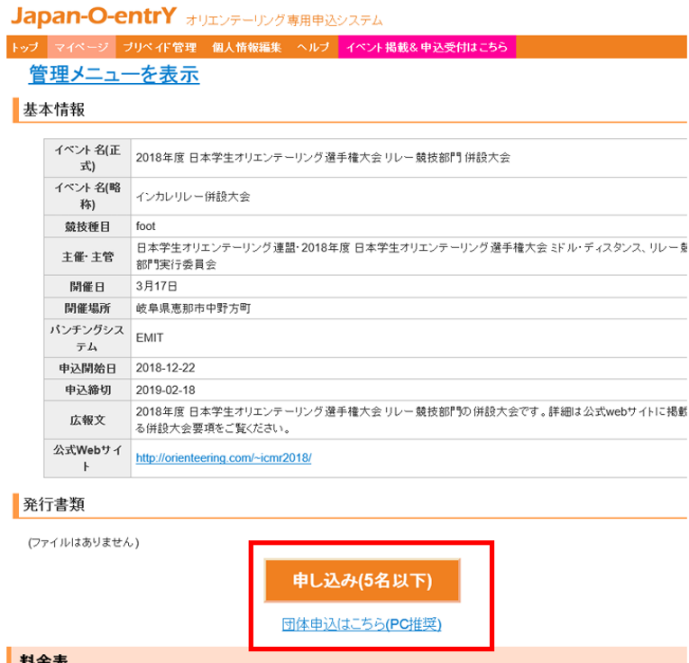 Japan-O-entrY オリエンテーリング専用申込システム
トップ マイページ プリペイド管理 個人情報編集 ヘルプ イベント掲載&申込受付はこちら
管理メニューを表示
基本情報
イベント名(正
式)
2018年度 日本学生オリエンテーリング選手権大会 リレー競技部門 併設大会
イベント名(略
称)
インカレリレー併設大会
競技種目 foot
主催・主管
日本学生オリエンテーリング連盟・2018年度 日本学生オリエンテーリング選手権大会 ミドル・ディスタンス、リレー
部門実行委員会
開催日 3月17日
開催場所 岐阜県恵那市中野方町
パンチングシス
テム
EMIT
申込開始日 2018-12-22
申込締切 2019-02-18
広報文
2018年度 日本学生オリエンテーリング選手権大会 リレー競技部門の併設大会です。詳細は公式webサイトに掲載
る併設大会要項をご覧ください。
公式Webサイ
ト
http://orienteering.com/~icmr2018/
発行書類
(ファイルはありません)
申し込み(5名以下)
団体申込はこちら(PC推奨)
料金表